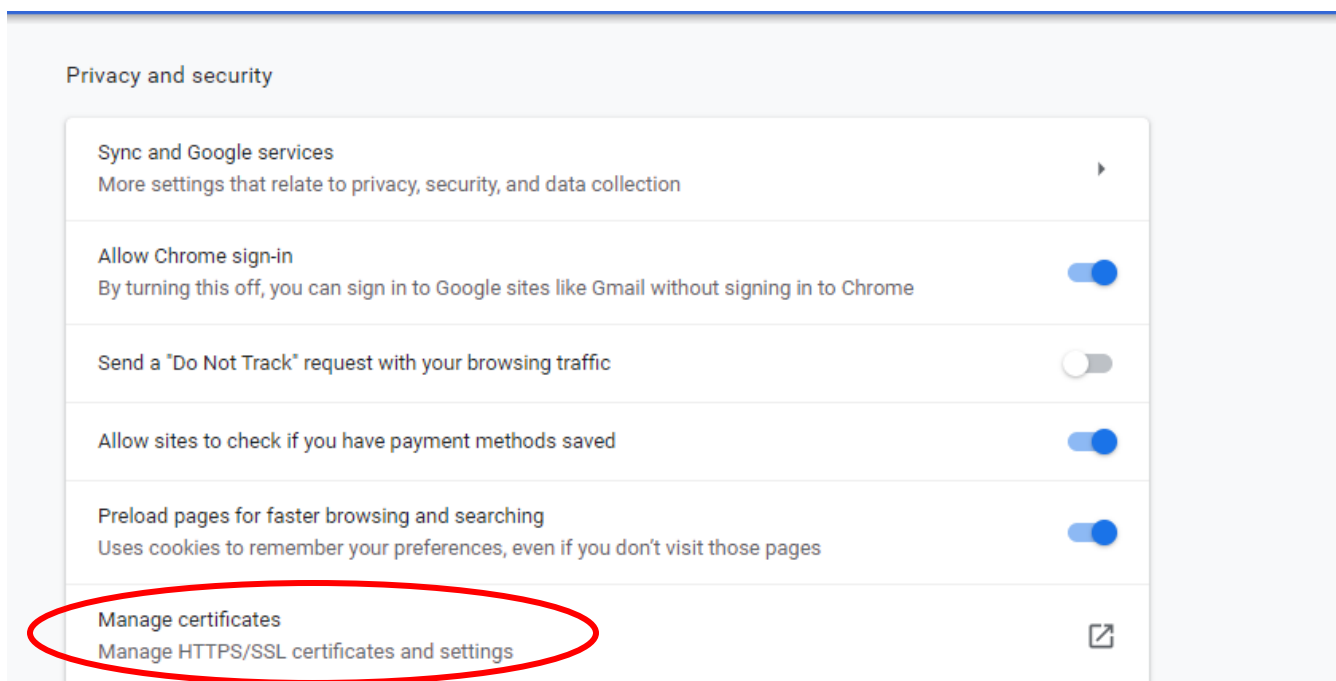 Privacy and security
Sync and Google services
More settings that relate to privacy, security, and data collection
Allow Chrome sign-in
By turning this off, you can sign in to Google sites like Gmail without signing in to Chrome
Send a "Do Not Track" request with your browsing traffic
Allow sites to check if you have payment methods saved
Preload pages for faster browsing and searching
Uses cookies to remember your preferences, even if you don’t visit those pages
Manage certificates
Manage HTTPS/SSL certificates and settings